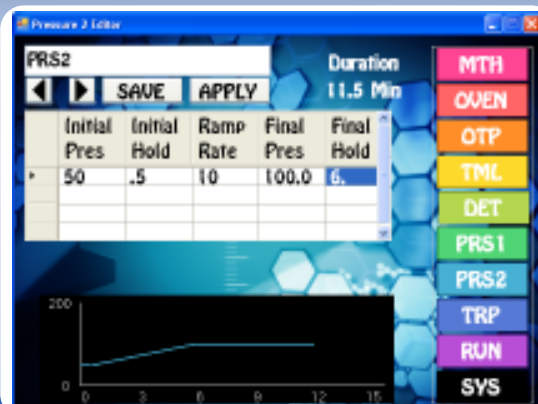 Pressure 2 Editor
PRS2
Duration
SAVE APPLY
11.5 Min
Initial Pres Initial Hold Ramp Rate Final Pres Final Hold
50 .5 10 100.0 6.
MTH
OVEN
OTP
TML
DET
PRS1
PRS2
TRP
RUN
SYS
200
0
0 3 6 9 12 15